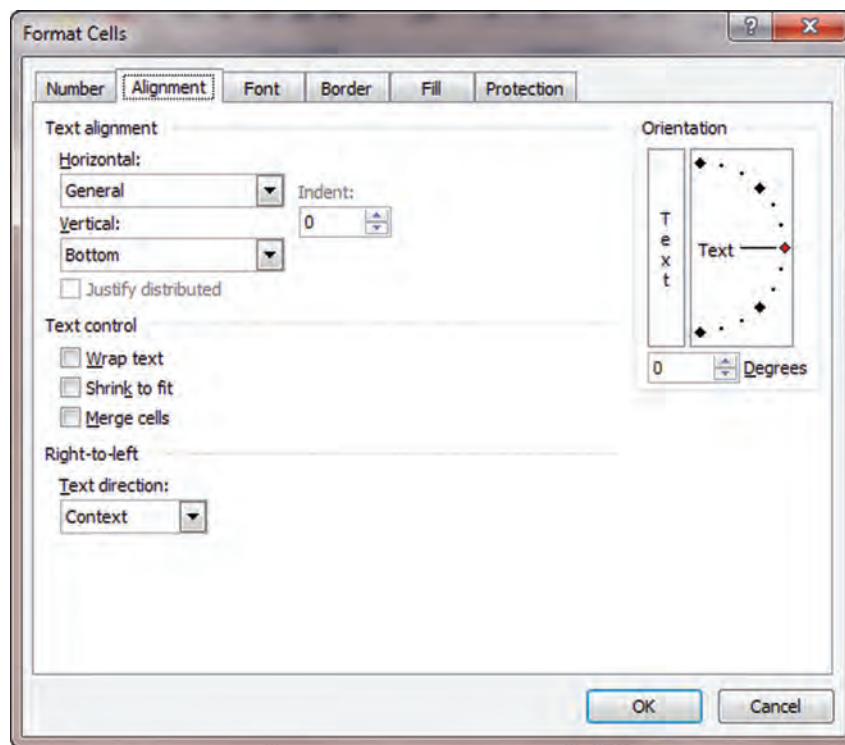 Format Cells
?
Number Alignment Font Border Fill Protection
Text alignment
Horizontal:
General
Indent:
0
Vertical:
Bottom
Justify distributed
Text control
Wrap text
Shrink to fit
Merge cells
Right-to-left
Text direction:
Context
Orientation
Text
Text
0 Degrees
OK Cancel